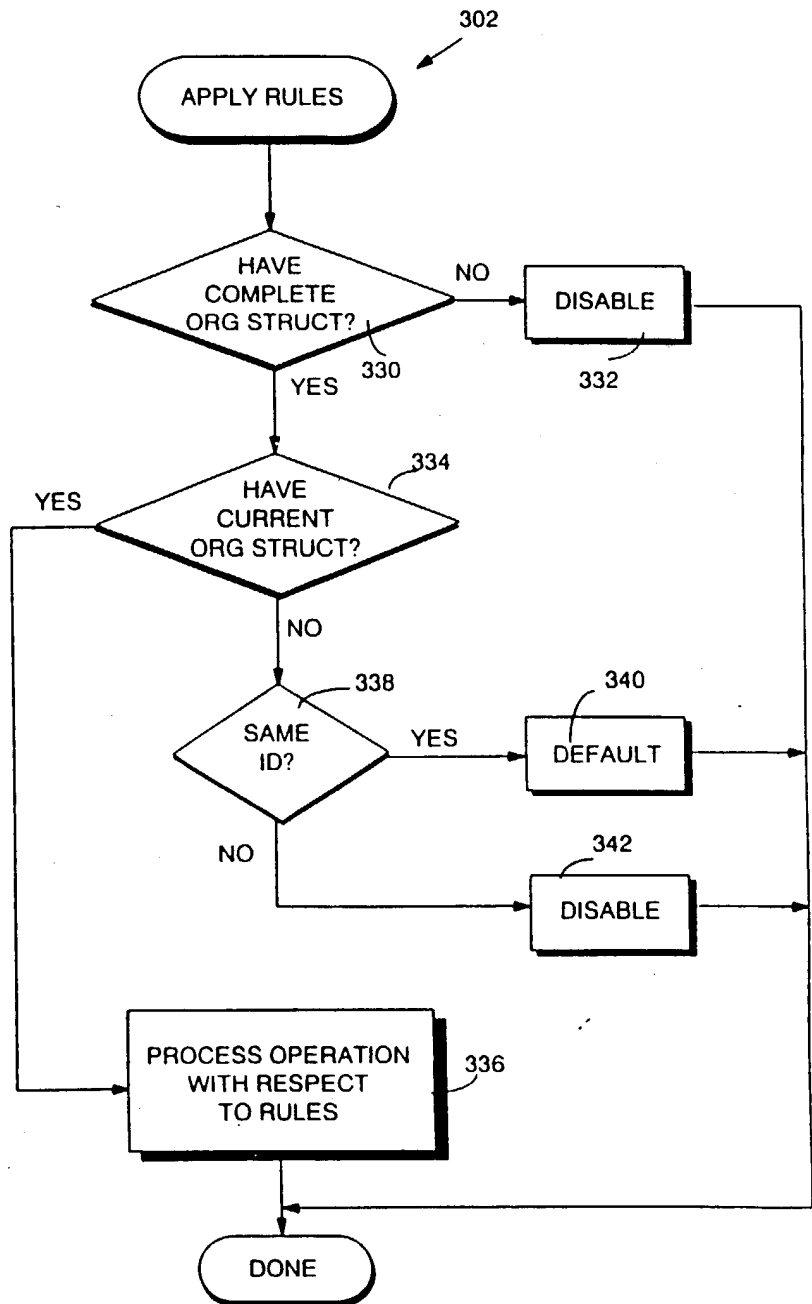 302
APPLY RULES
HAVE
COMPLETE
ORG STRUCT?
330
NO
DISABLE
332
YES
334
HAVE
CURRENT
ORG STRUCT?
YES
NO
338
SAME
ID?
YES
340
DEFAULT
NO
342
DISABLE
PROCESS OPERATION
WITH RESPECT
TO RULES
336
DONE